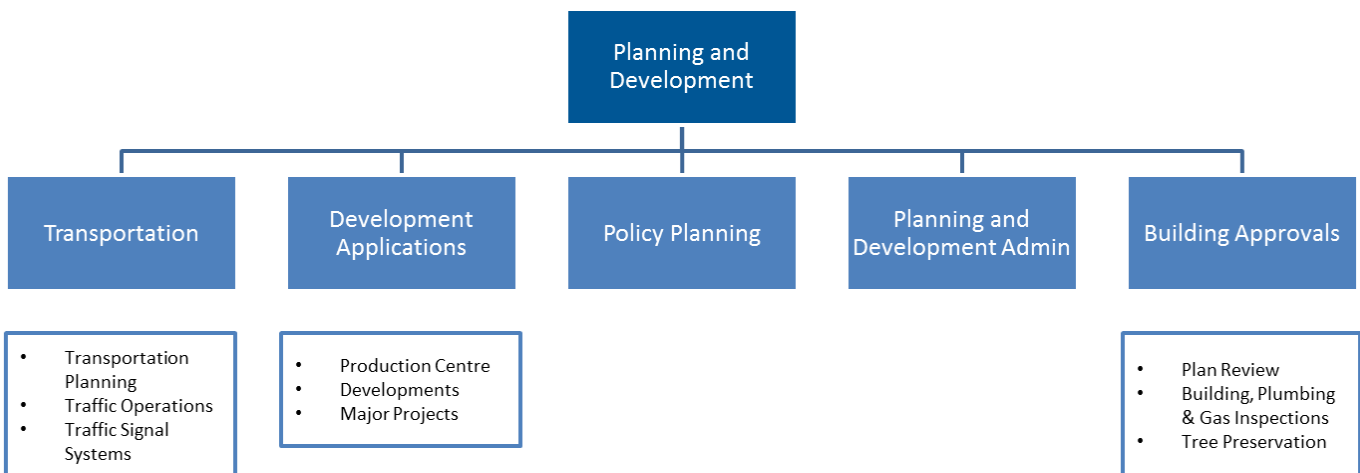 Planning and
Development
Transportation
Development
Applications
Policy Planning
Planning and
Development Admin
Building Approvals
• Transportation
Planning
• Traffic Operations
• Traffic Signal
Systems
• Production Centre
• Developments
• Major Projects
• Plan Review
• Building, Plumbing
& Gas Inspections
• Tree Preservation